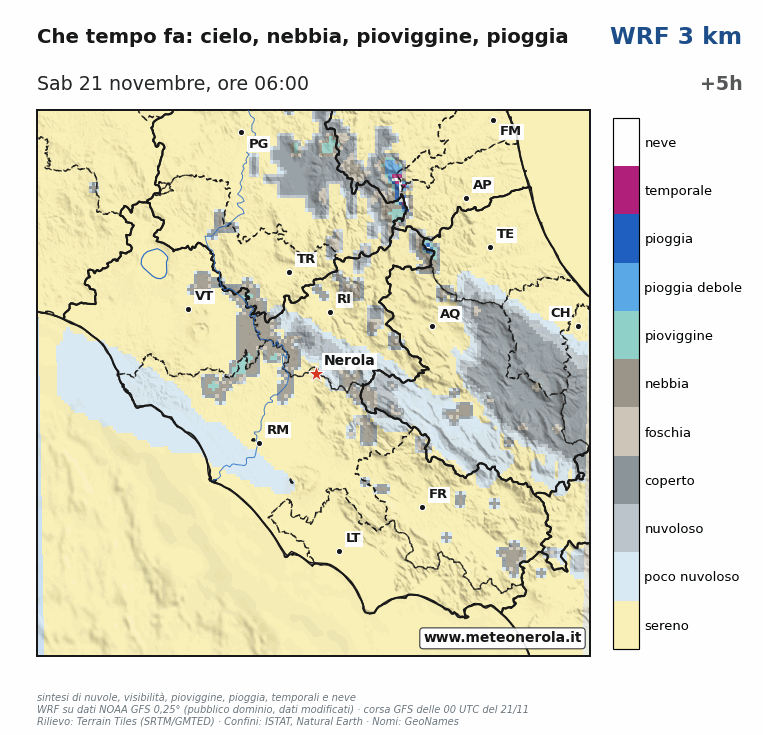 Che tempo fa: cielo, nebbia, pioviggine, pioggia
WRF 3 km
Sab 21 novembre, ore 06:00
+5h
FM
PG
AP
TE
TR
VT
RI
AQ
CH
Nerola
RM
FR
LT
www.meteonerola.it
neve
temporale
pioggia
pioggia debole
pioviggine
nebbia
foschia
coperto
nuvoloso
poco nuvoloso
sereno
sintesi di nuvole, visibilità, pioviggine, pioggia, temporali e neve
WRF su dati NOAA GFS 0,25° (pubblico dominio, dati modificati) · corsa GFS delle 00 UTC del 21/11
Rilievo: Terrain Tiles (SRTM/GMTED) · Confini: ISTAT, Natural Earth · Nomi: GeoNames